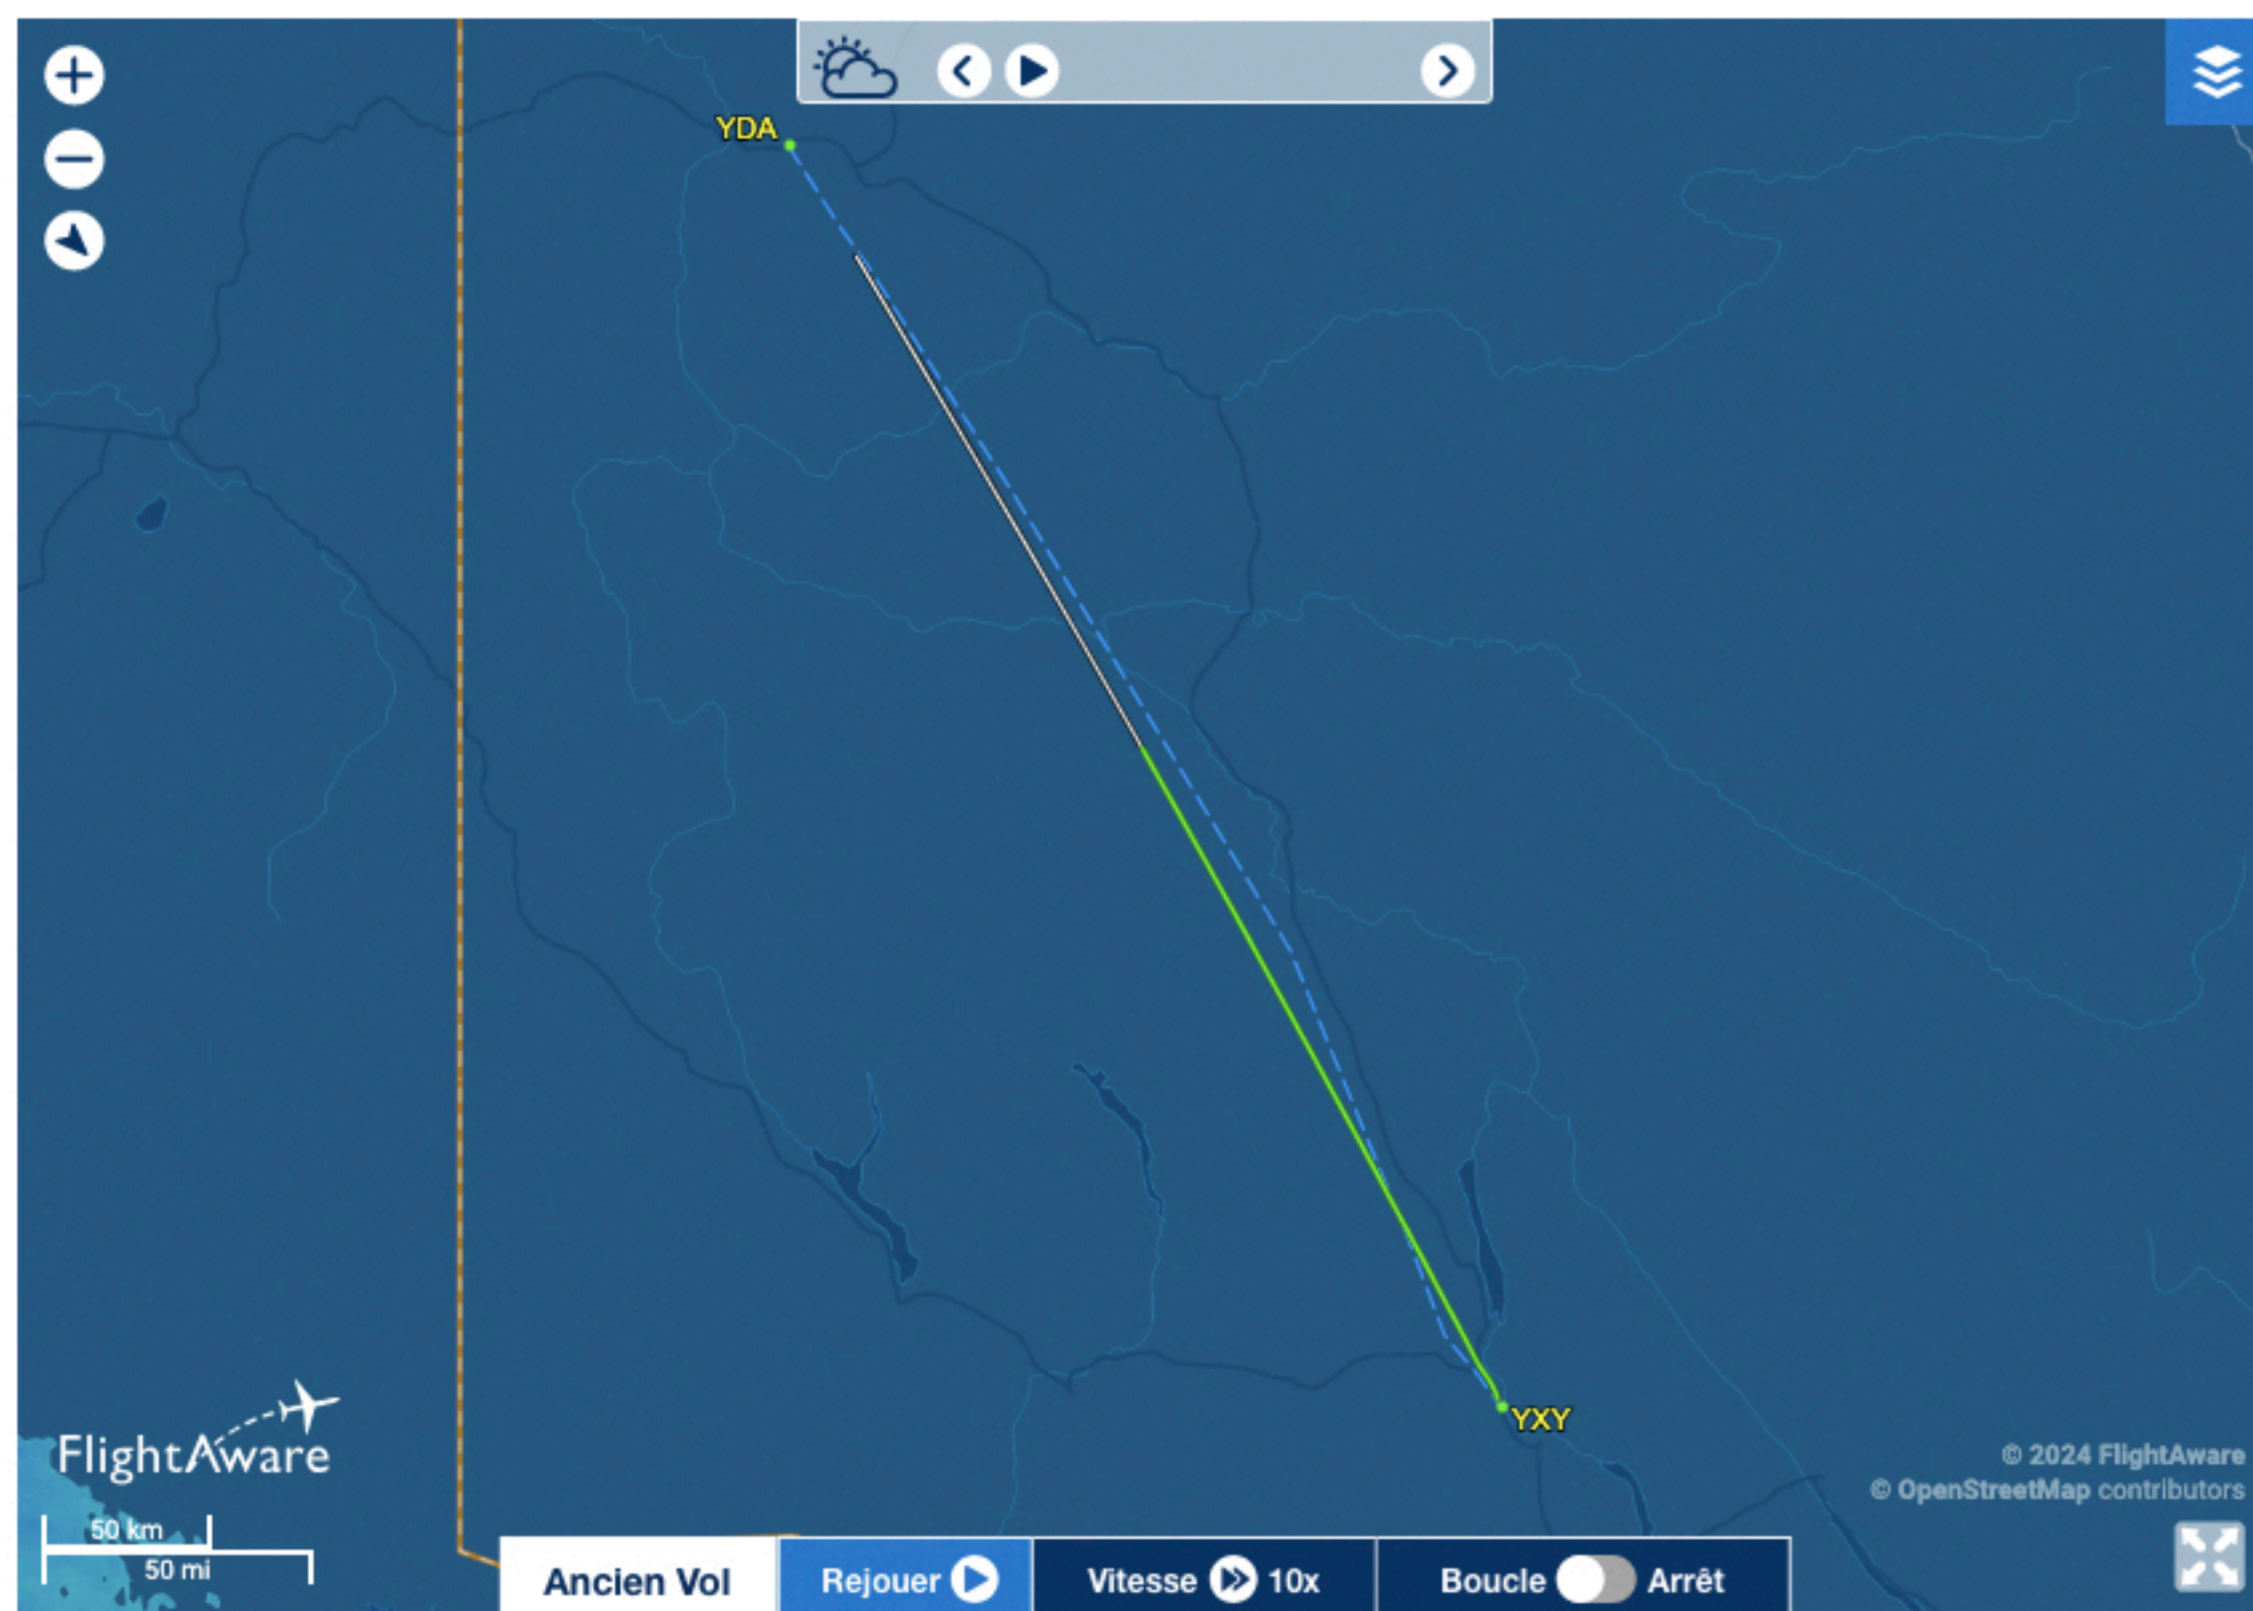 YDA
YXY
FlightAware
© 2024 FlightAware
© OpenStreetMap contributors
50 km
50 mi
Ancien Vol
Rejouer
Vitesse 10x
Boucle Arrêt